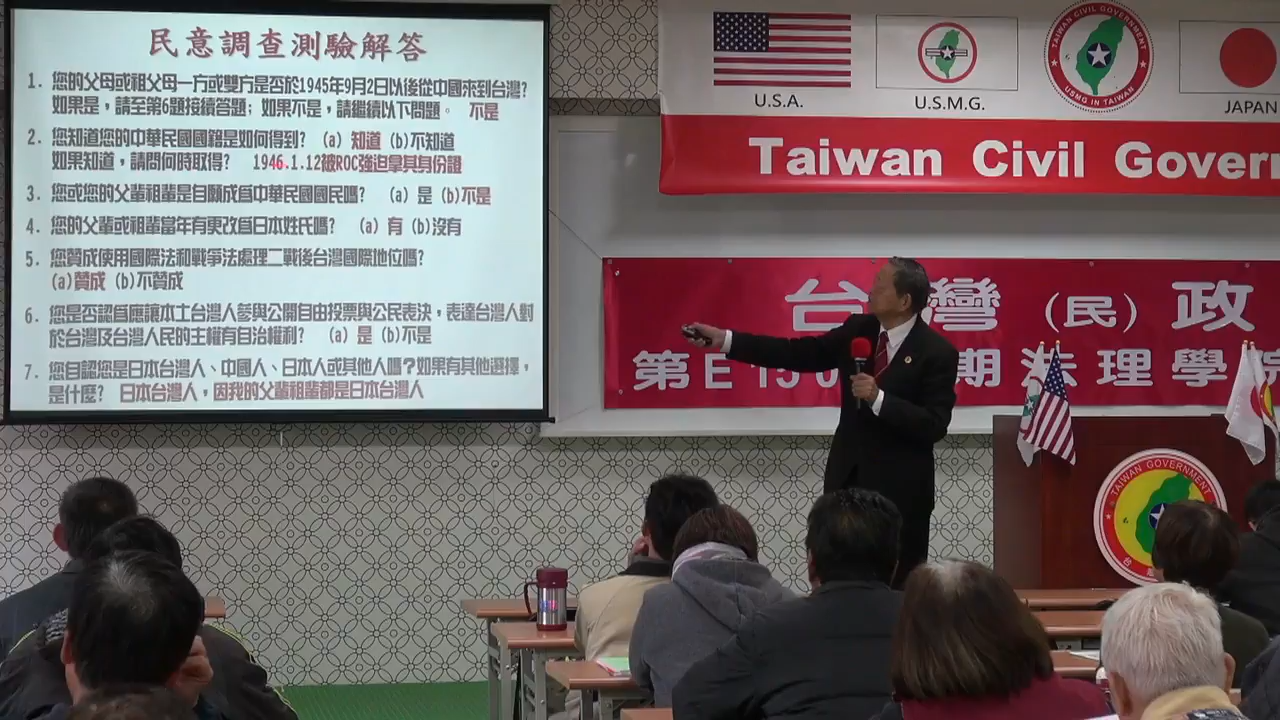 民意調查測驗解答
1. 您的父母或祖父母一方或雙方是否於1945年9月2日以後從中國來到台灣?
如果是，請至第6題接續答題；如果不是，請繼續以下問題。 不是
2. 您知道您的中華民國國籍是如何得到? (a) 知道 (b)不知道
如果知道，請問何時取得? 1946.1.12被ROC強迫拿其身份證
3. 您或您的父輩祖輩是自願成為中華民國國民嗎? (a) 是 (b)不是
4. 您的父輩或祖輩當年有更改為日本姓氏嗎? (a) 有 (b)沒有
5. 您贊成使用國際法和戰爭法處理二戰後台灣國際地位嗎?
(a)贊成 (b)不贊成
6. 您是否認為應讓本土台灣人參與公開自由投票與公民表決，表達台灣人對
於台灣及台灣人民的主權有自治權利? (a) 是 (b)不是
7. 您自認您是日本台灣人、中國人、日本人或其他人嗎?如果有其他選擇，
是什麼? 日本台灣人，因我的父輩祖輩都是日本台灣人
U.S.A.
U.S.M.G.
TAIWAN CIVIL GOVERNMENT
USMG IN TAIWAN
JAPAN
Taiwan Civil Govern
台灣(民)政
第E15 期法理學院
TAIWAN GOVERNMENT
台